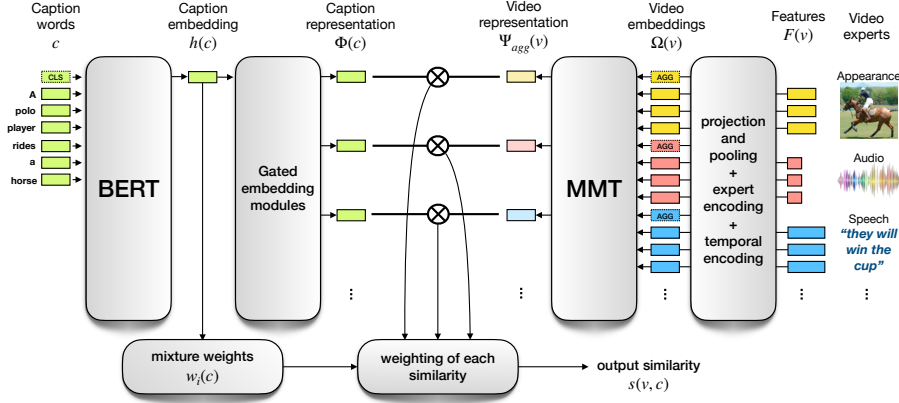 Caption words c
Caption embedding h(c)
Caption representation Φ(c)
Video representation Ψ_agg(v)
Video embeddings Ω(v)
Features F(v)
Video experts
CLS
A
polo
player
rides
a
horse
BERT
Gated embedding modules
MMT
AGG
AGG
AGG
projection and pooling + expert encoding + temporal encoding
Appearance
Audio
Speech
“they will win the cup”
...
...
...
...
...
mixture weights
w_i(c)
weighting of each similarity
output similarity
s(v, c)